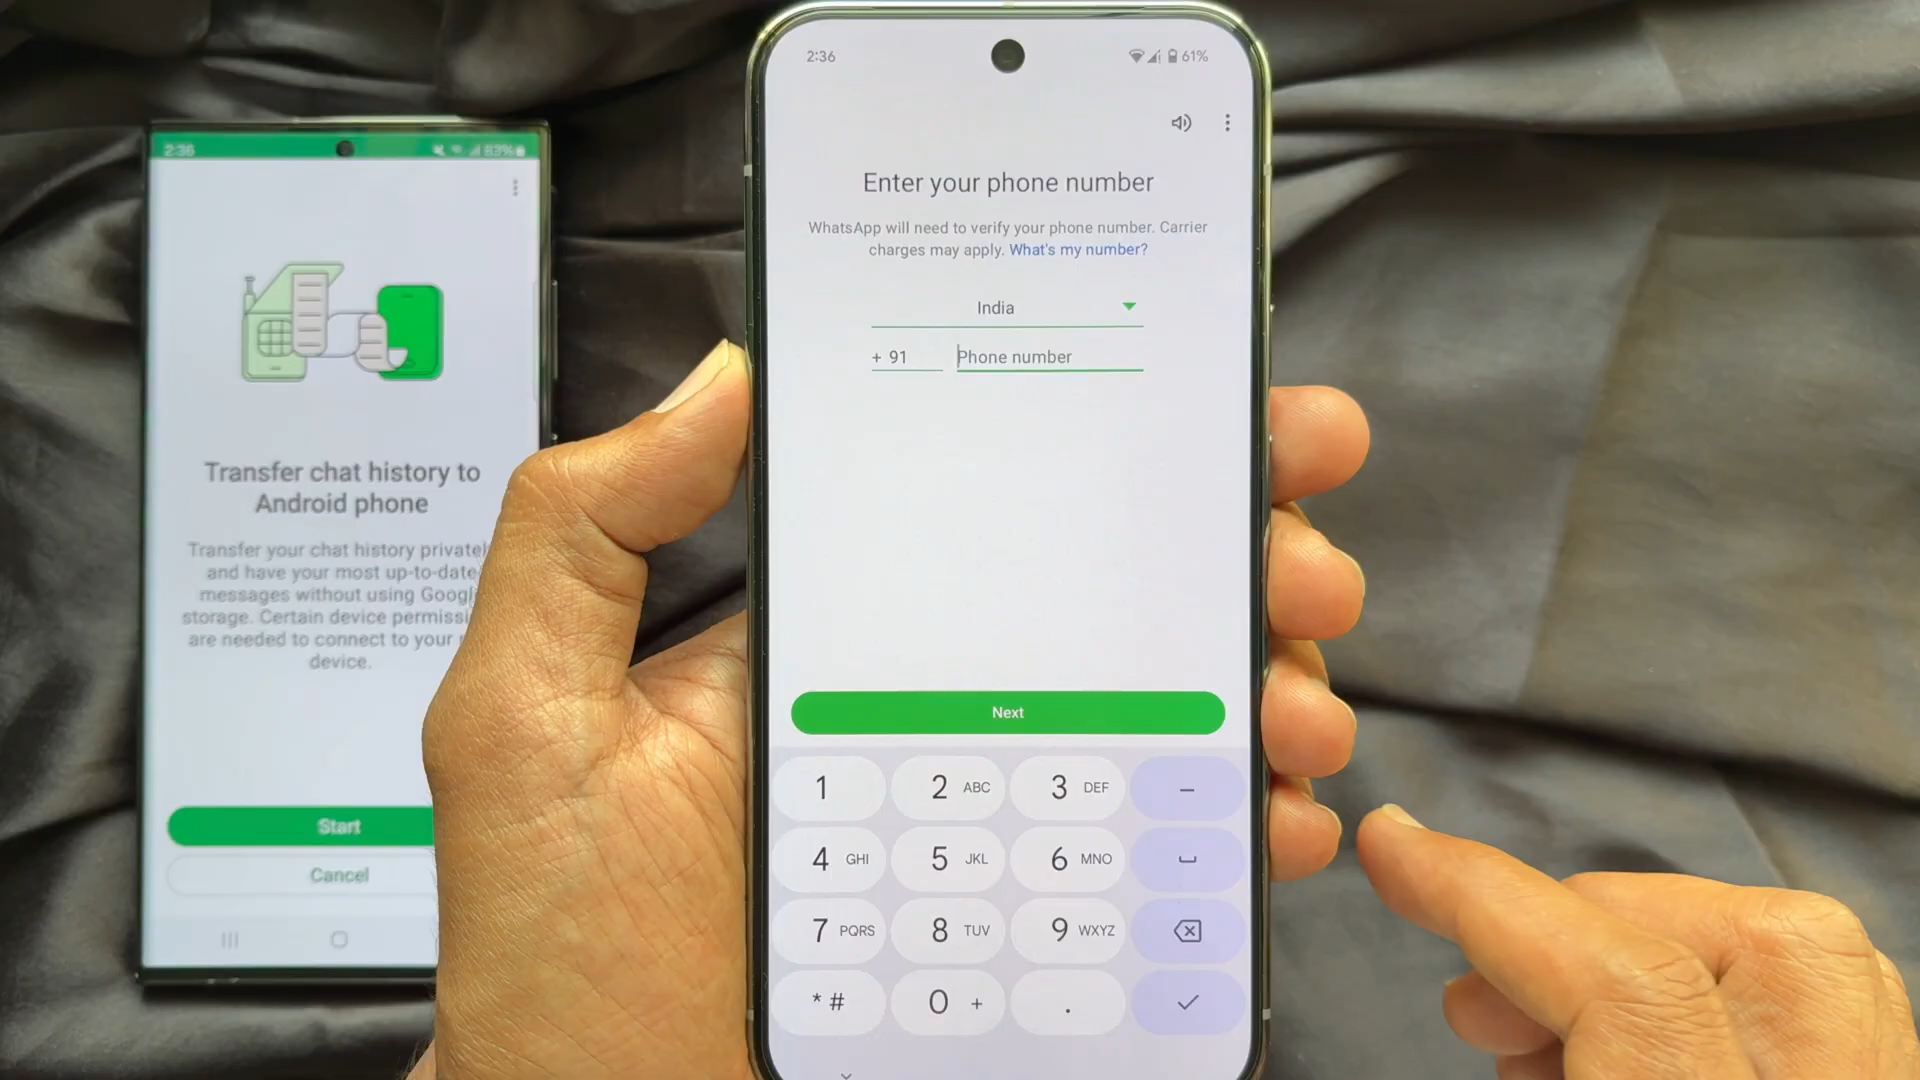 2:36
83%
Transfer chat history to
Android phone
Transfer your chat history
and have your most up-to-date
messages without using
storage. Certain device
are needed to connect to your
device.
Start
Cancel
2:36
61%
Enter your phone number
WhatsApp will need to verify your phone number. Carrier
charges may apply. What's my number?
India
+ 91 Phone number
Next
1 2 ABC 3 DEF –
4 GHI 5 JKL 6 MNO
7 PQRS 8 TUV 9 WXYZ
* # 0 + .